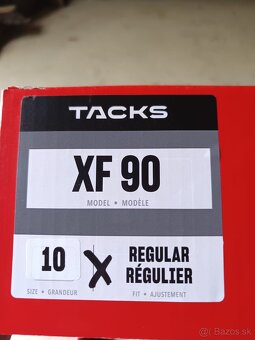 TACKS
XF 90
MODEL • MODÈLE
10
X
REGULAR
RÉGULIER
SIZE • GRANDEUR
FIT • AJUSTEMENT
Bazos.sk